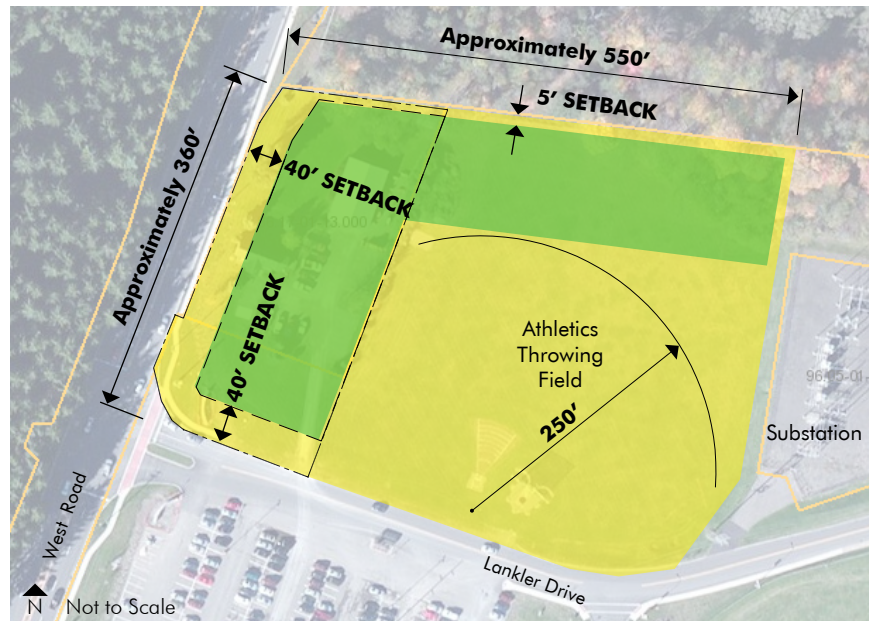 Approximately 550’
5’ SETBACK
Approximately 360’
40’ SETBACK
40’ SETBACK
Athletics
Throwing
Field
250’
Substation
West Road
Lankler Drive
N Not to Scale